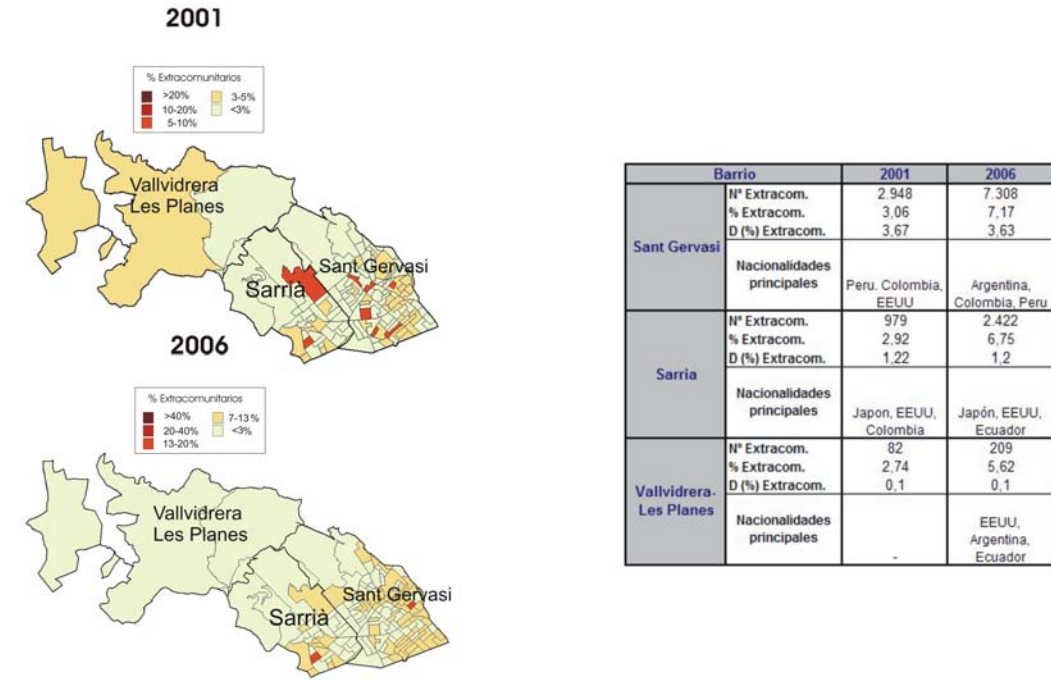 2001
% Extracomunitarios
>20% 3-5%
10-20% <3%
5-10%
Vallvidrera
Les Planes
Sant Gervasi
Sarrià
2006
% Extracomunitarios
>40% 7-13%
20-40% <3%
13-20%
Vallvidrera
Les Planes
Sant Gervasi
Sarrià
Barrio 2001 2006
Sant Gervasi
Nº Extracom. 2.948 7.308
% Extracom. 3,06 7,17
D (%) Extracom. 3,67 3,63
Nacionalidades
principales
Peru. Colombia,
EEUU
Argentina,
Colombia, Peru
Sarria
Nº Extracom. 979 2.422
% Extracom. 2,92 6,75
D (%) Extracom. 1,22 1,2
Nacionalidades
principales
Japon, EEUU,
Colombia
Japón, EEUU,
Ecuador
Vallvidrera-
Les Planes
Nº Extracom. 82 209
% Extracom. 2,74 5,62
D (%) Extracom. 0,1 0,1
Nacionalidades
principales
-
EEUU,
Argentina,
Ecuador